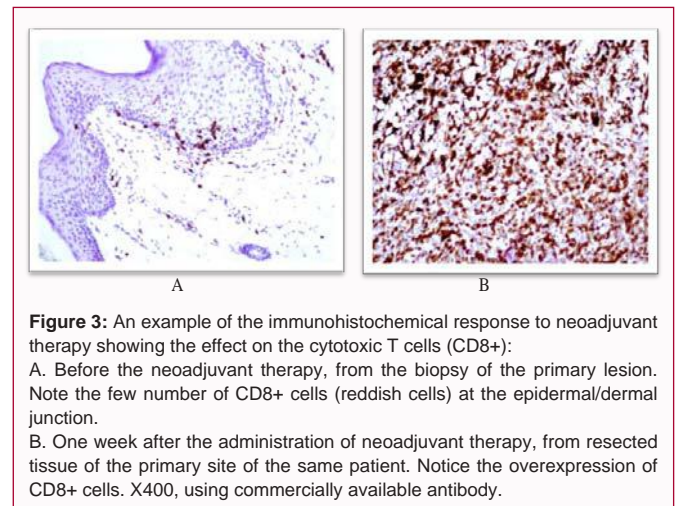 A B
Figure 3: An example of the immunohistochemical response to neoadjuvant
therapy showing the effect on the cytotoxic T cells (CD8+):
A. Before the neoadjuvant therapy, from the biopsy of the primary lesion.
Note the few number of CD8+ cells (reddish cells) at the epidermal/dermal
junction.
B. One week after the administration of neoadjuvant therapy, from resected
tissue of the primary site of the same patient. Notice the overexpression of
CD8+ cells. X400, using commercially available antibody.